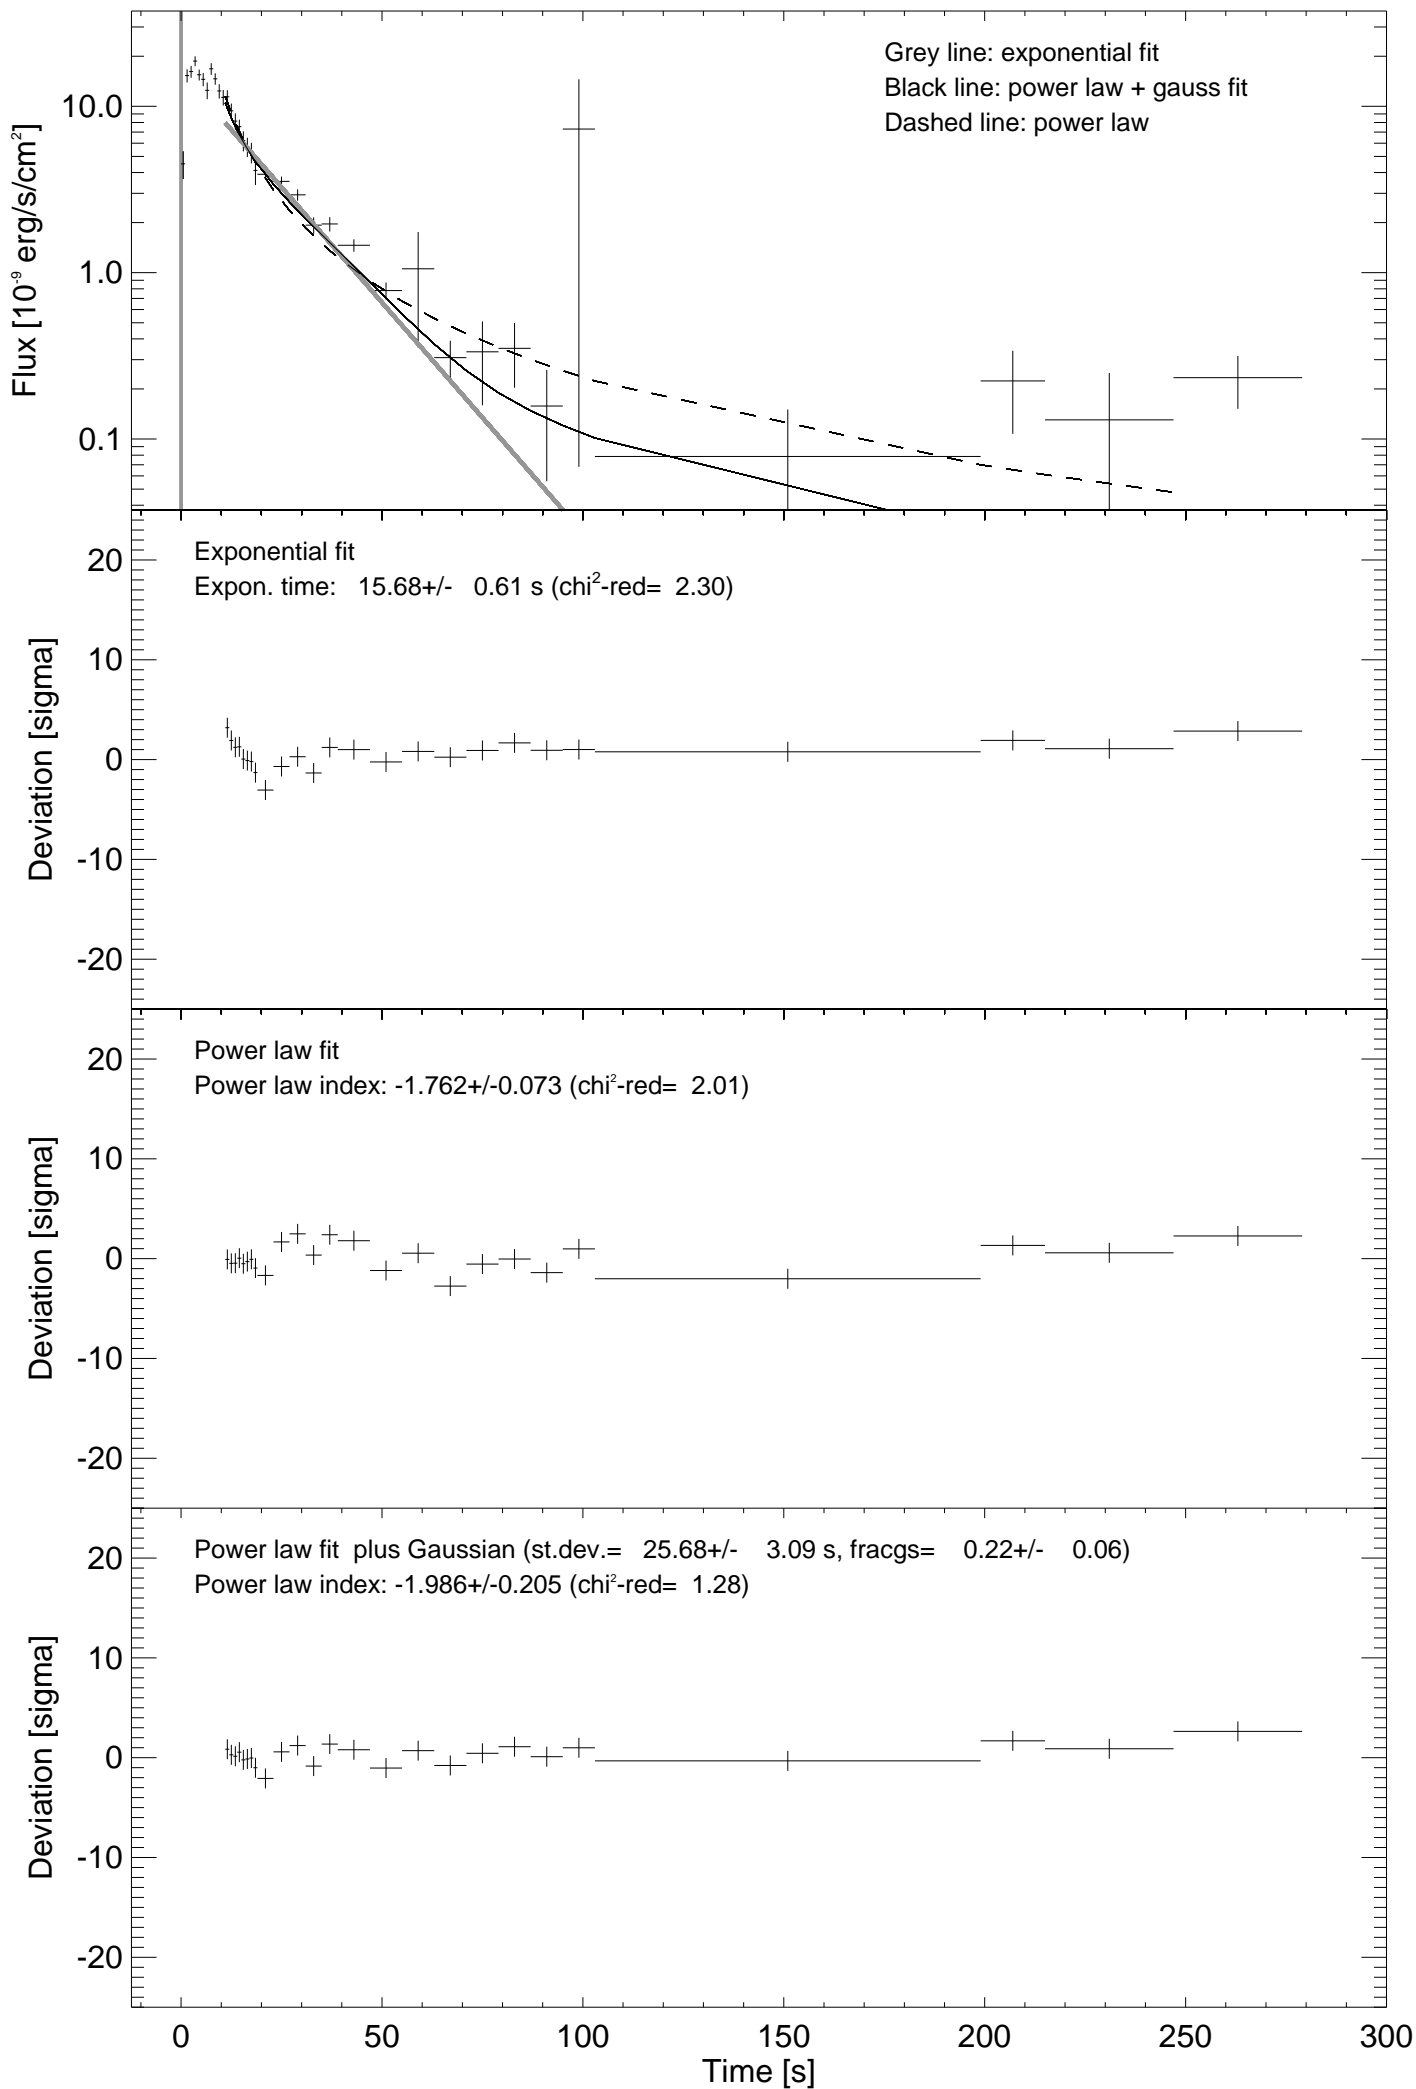 Grey line: exponential fit
Black line: power law + gauss fit
Dashed line: power law
10.0
1.0
0.1
Flux [10⁻⁹ erg/s/cm²]
Exponential fit
Expon. time: 15.68+/- 0.61 s (chi²-red= 2.30)
20
10
0
-10
-20
Deviation [sigma]
Power law fit
Power law index: -1.762+/-0.073 (chi²-red= 2.01)
20
10
0
-10
-20
Deviation [sigma]
Power law fit plus Gaussian (st.dev.= 25.68+/- 3.09 s, fracgs= 0.22+/- 0.06)
Power law index: -1.986+/-0.205 (chi²-red= 1.28)
20
10
0
-10
-20
Deviation [sigma]
0 50 100 150 200 250 300
Time [s]